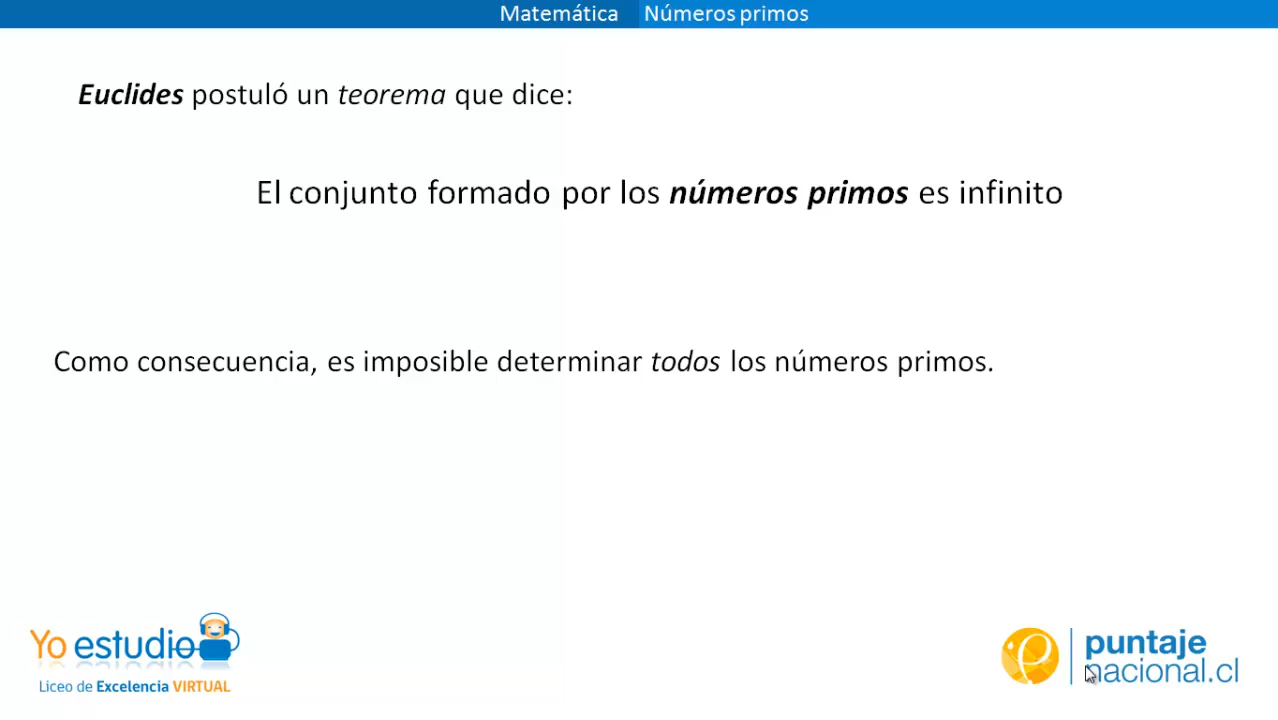 Matemática Números primos
Euclides postuló un teorema que dice:
El conjunto formado por los números primos es infinito
Como consecuencia, es imposible determinar todos los números primos.
Yo estudio
Liceo de Excelencia VIRTUAL
puntaje
nacional.cl